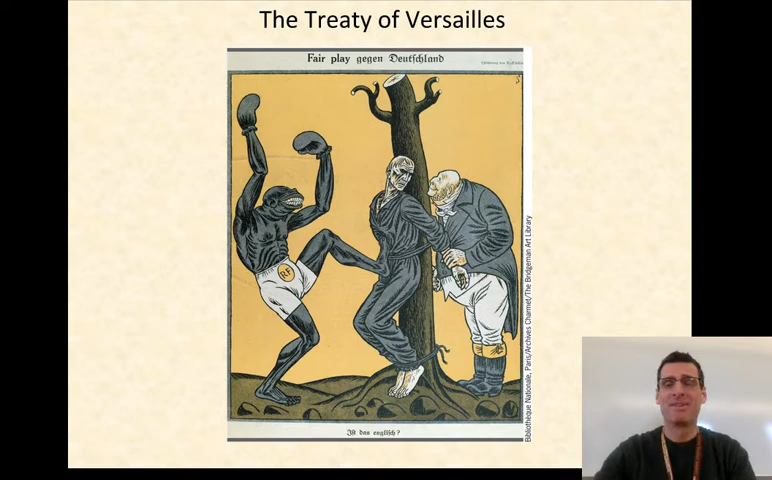 The Treaty of Versailles
Fair play gegen Deutschland
RF
Ist das englisch?
Bibliothèque Nationale, Paris/Archives Charmet/The Bridgeman Art Library